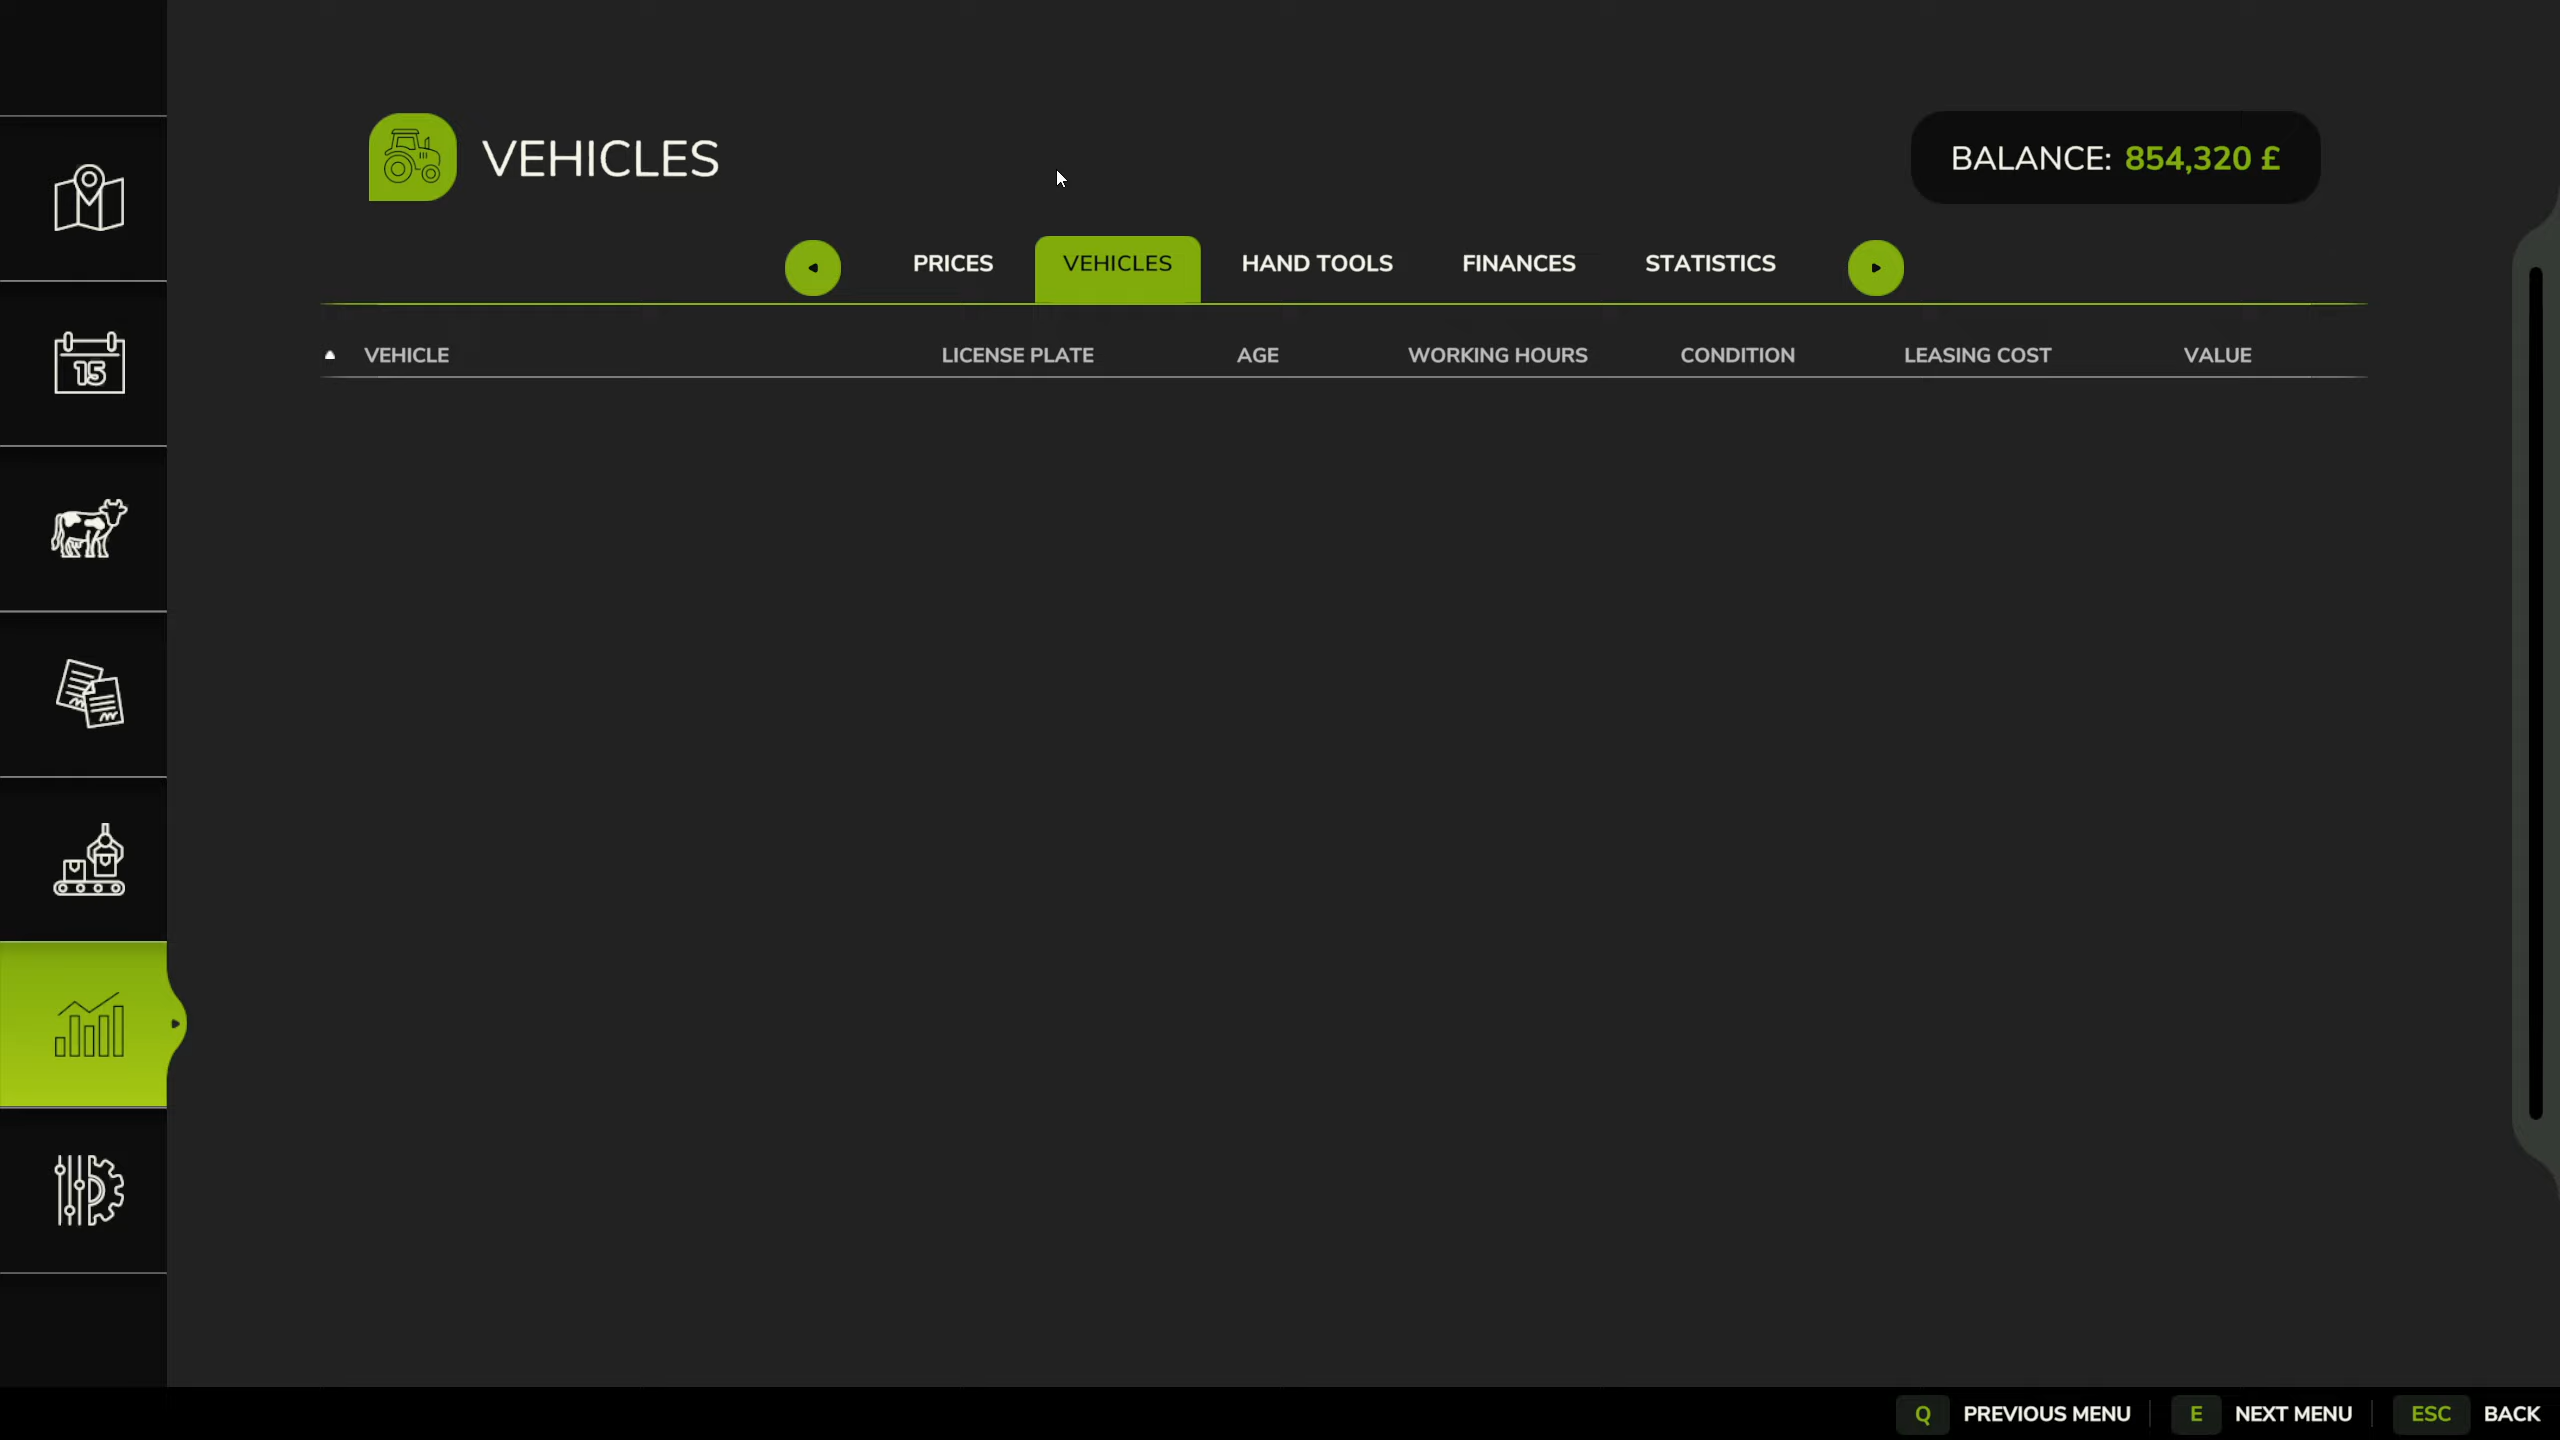 VEHICLES
BALANCE: 854,320 £
PRICES VEHICLES HAND TOOLS FINANCES STATISTICS
VEHICLE LICENSE PLATE AGE WORKING HOURS CONDITION LEASING COST VALUE
15
Q PREVIOUS MENU E NEXT MENU ESC BACK